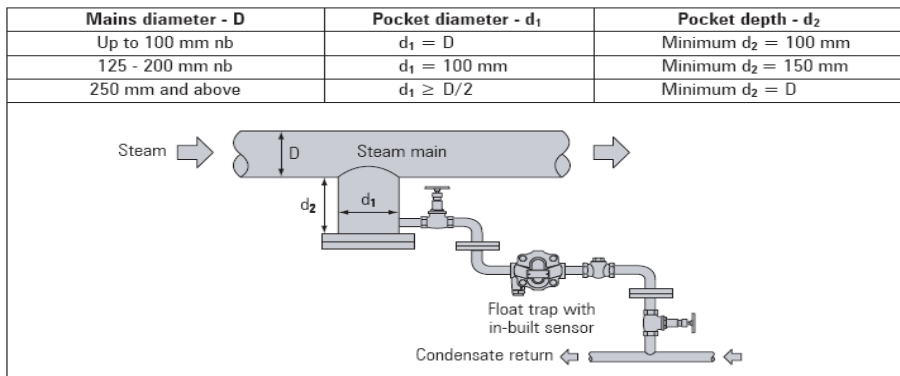 Mains diameter - D Pocket diameter - d₁ Pocket depth - d₂
Up to 100 mm nb d₁ = D Minimum d₂ = 100 mm
125 - 200 mm nb d₁ = 100 mm Minimum d₂ = 150 mm
250 mm and above d₁ ≥ D/2 Minimum d₂ = D
Steam D Steam main
d₂ d₁
Float trap with
in-built sensor
Condensate return